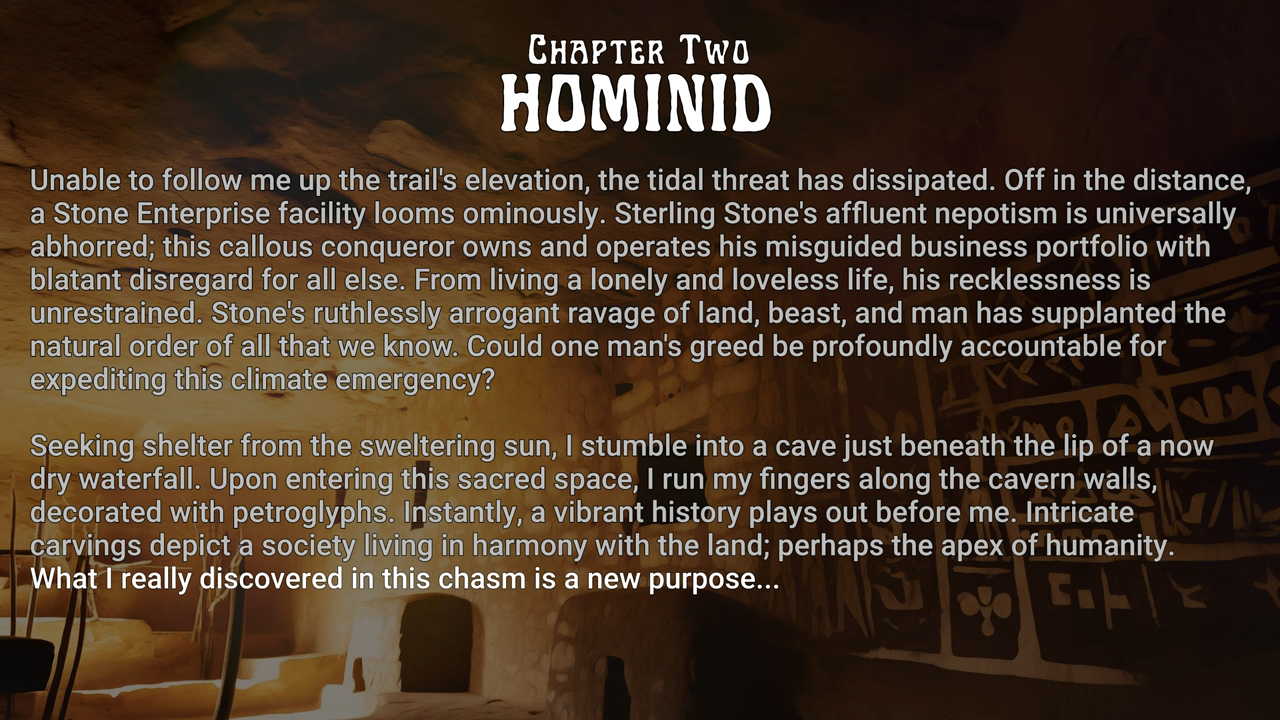 Chapter Two
HOMINID
Unable to follow me up the trail's elevation, the tidal threat has dissipated. Off in the distance,
a Stone Enterprise facility looms ominously. Sterling Stone's affluent nepotism is universally
abhorred; this callous conqueror owns and operates his misguided business portfolio with
blatant disregard for all else. From living a lonely and loveless life, his recklessness is
unrestrained. Stone's ruthlessly arrogant ravage of land, beast, and man has supplanted the
natural order of all that we know. Could one man's greed be profoundly accountable for
expediting this climate emergency?
Seeking shelter from the sweltering sun, I stumble into a cave just beneath the lip of a now
dry waterfall. Upon entering this sacred space, I run my fingers along the cavern walls,
decorated with petroglyphs. Instantly, a vibrant history plays out before me. Intricate
carvings depict a society living in harmony with the land; perhaps the apex of humanity.
What I really discovered in this chasm is a new purpose...